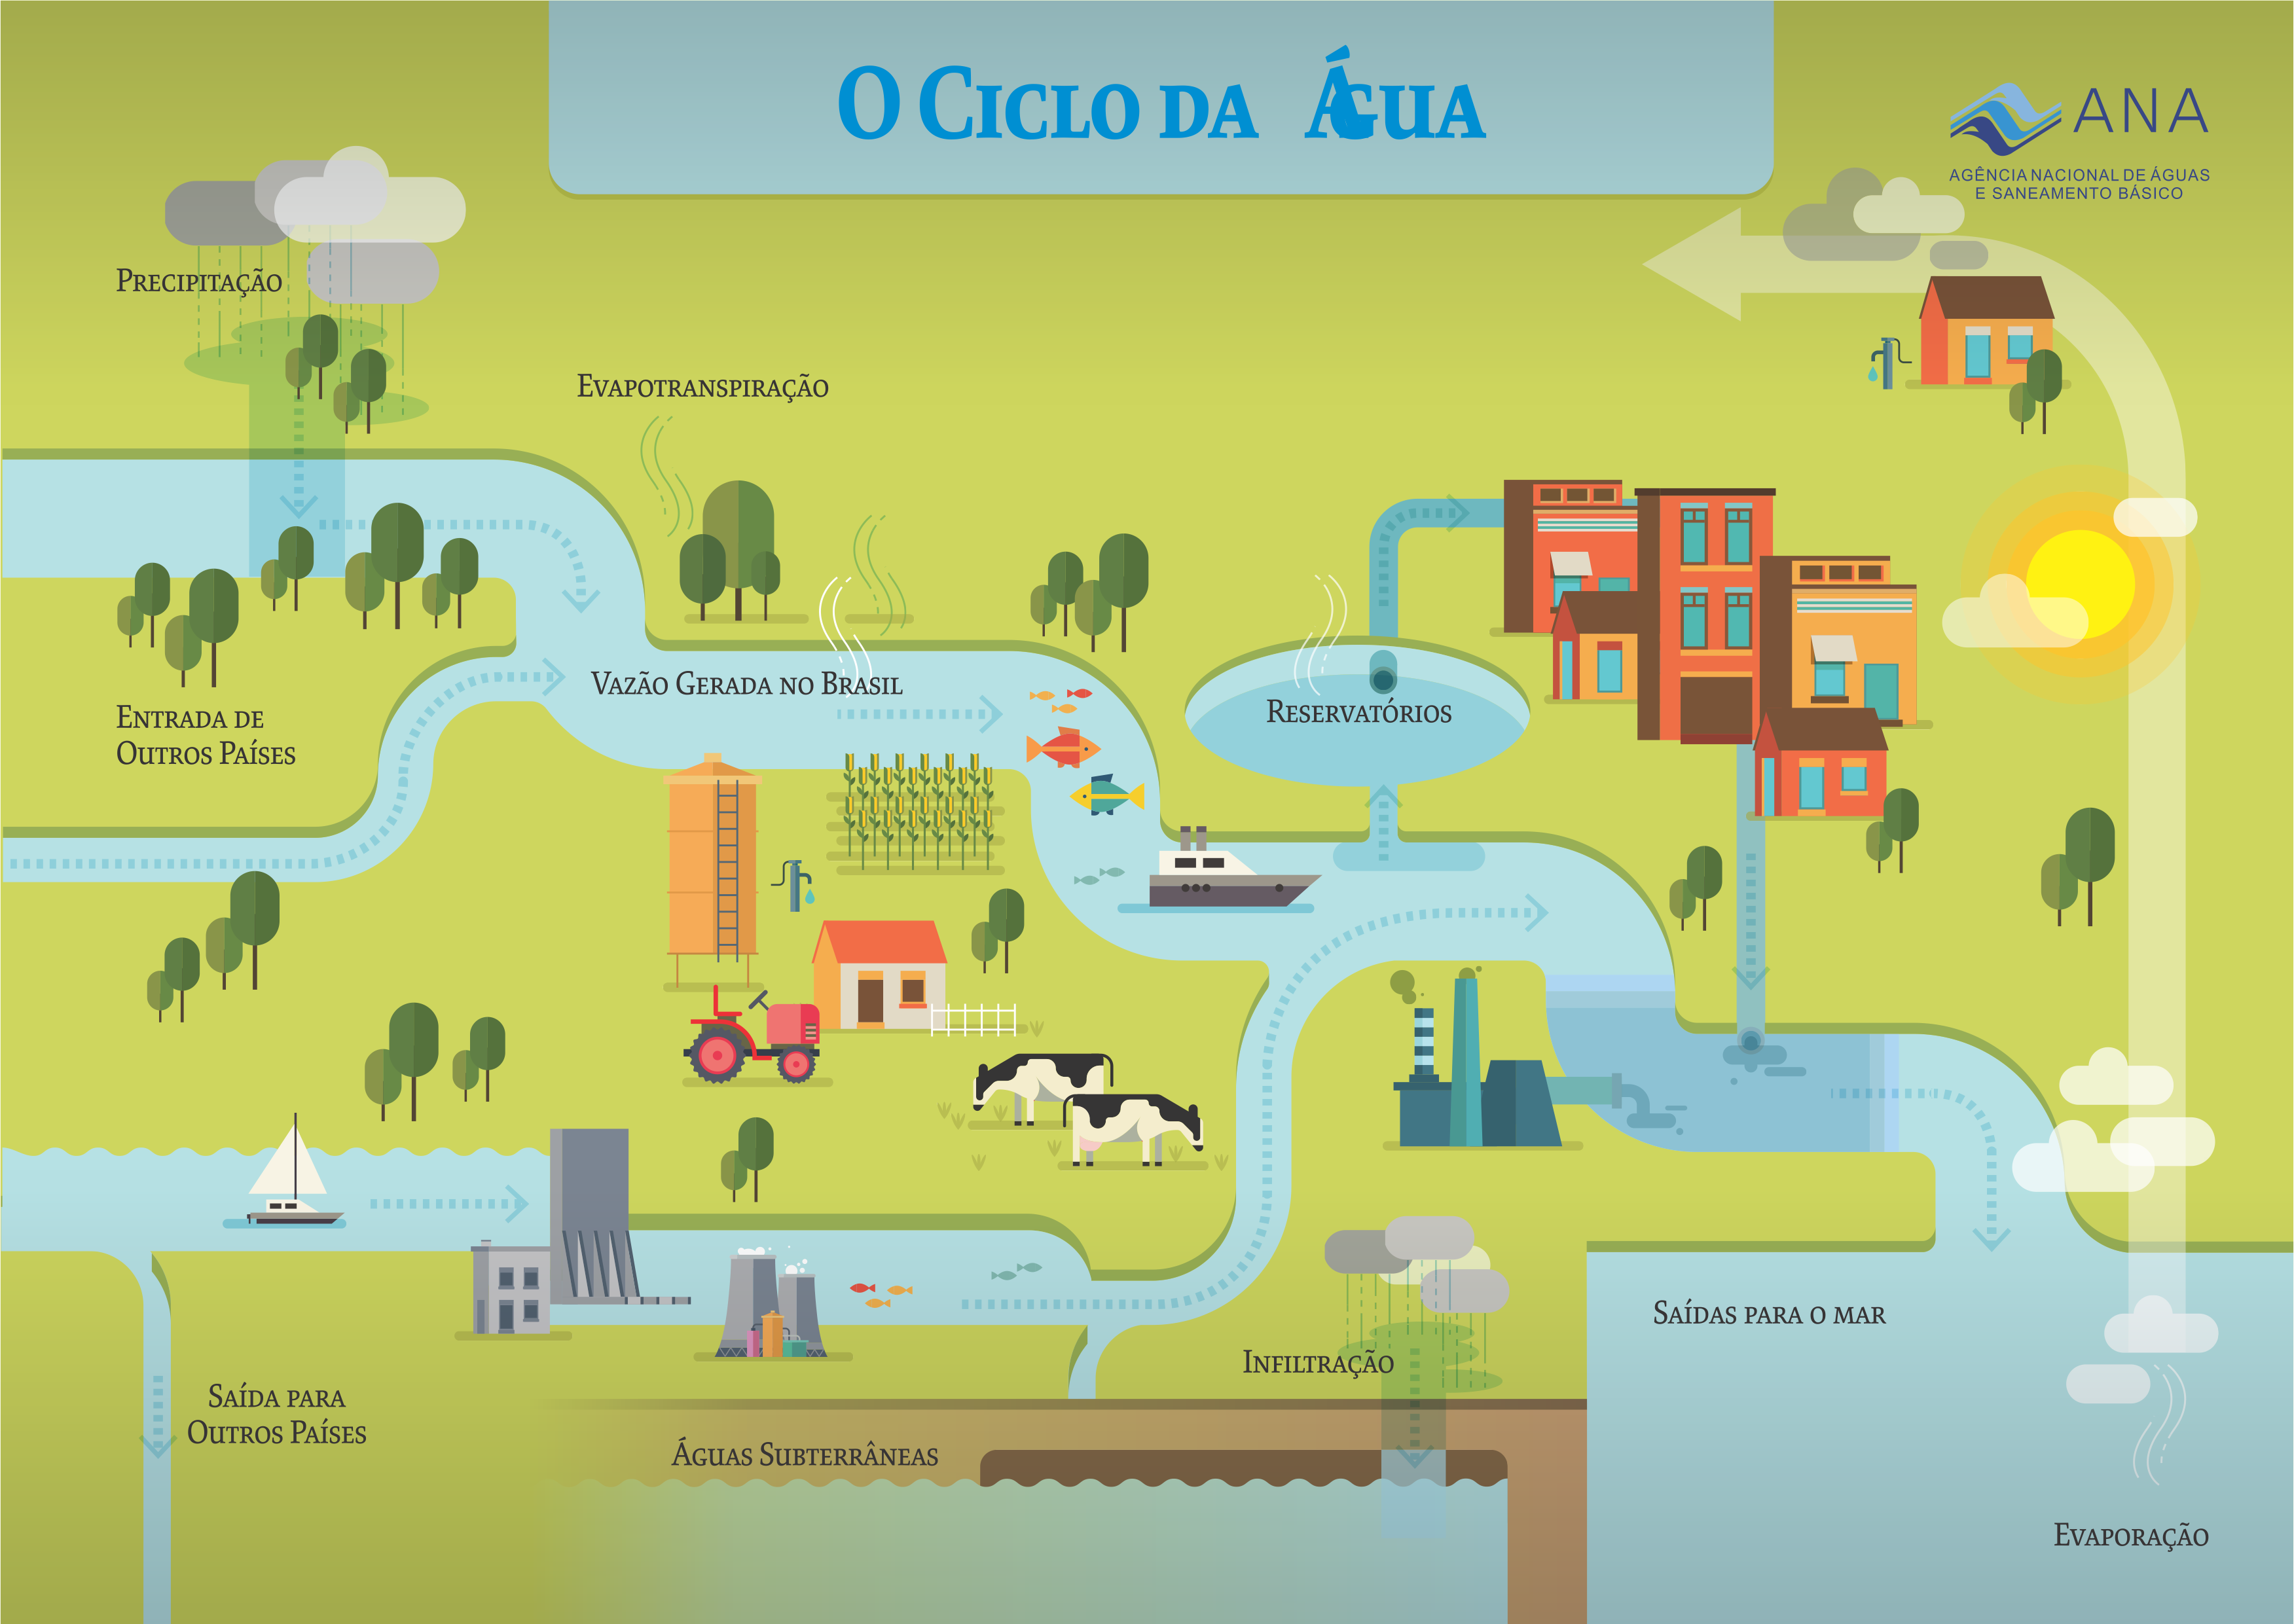 O Ciclo da Água
ANA
AGÊNCIA NACIONAL DE ÁGUAS
E SANEAMENTO BÁSICO
Precipitação
Evapotranspiração
Vazão Gerada no Brasil
Entrada de
Outros Países
Reservatórios
Saídas para o mar
Infiltração
Saída para
Outros Países
Águas Subterrâneas
Evaporação